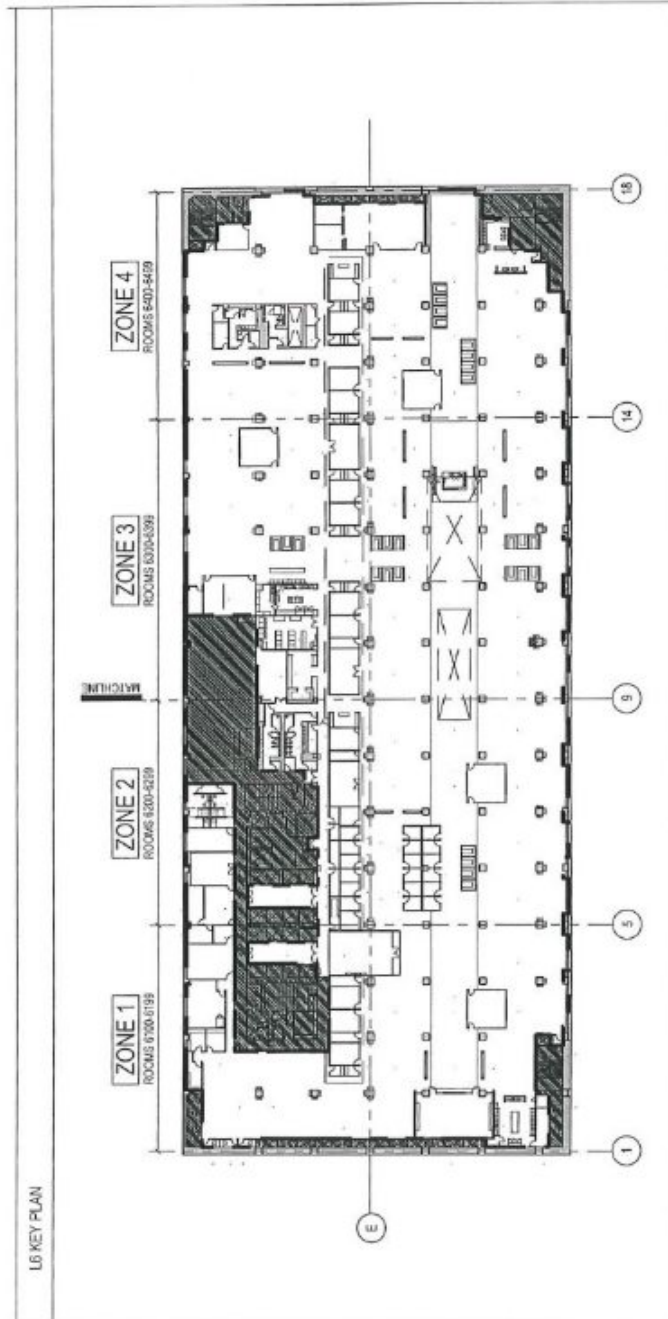 L6 KEY PLAN
ZONE 1
ROOMS 6100-6199
ZONE 2
ROOMS 6200-6299
MATCHLINE
ZONE 3
ROOMS 6300-6399
ZONE 4
ROOMS 6400-6499
E
1
5
9
14
18